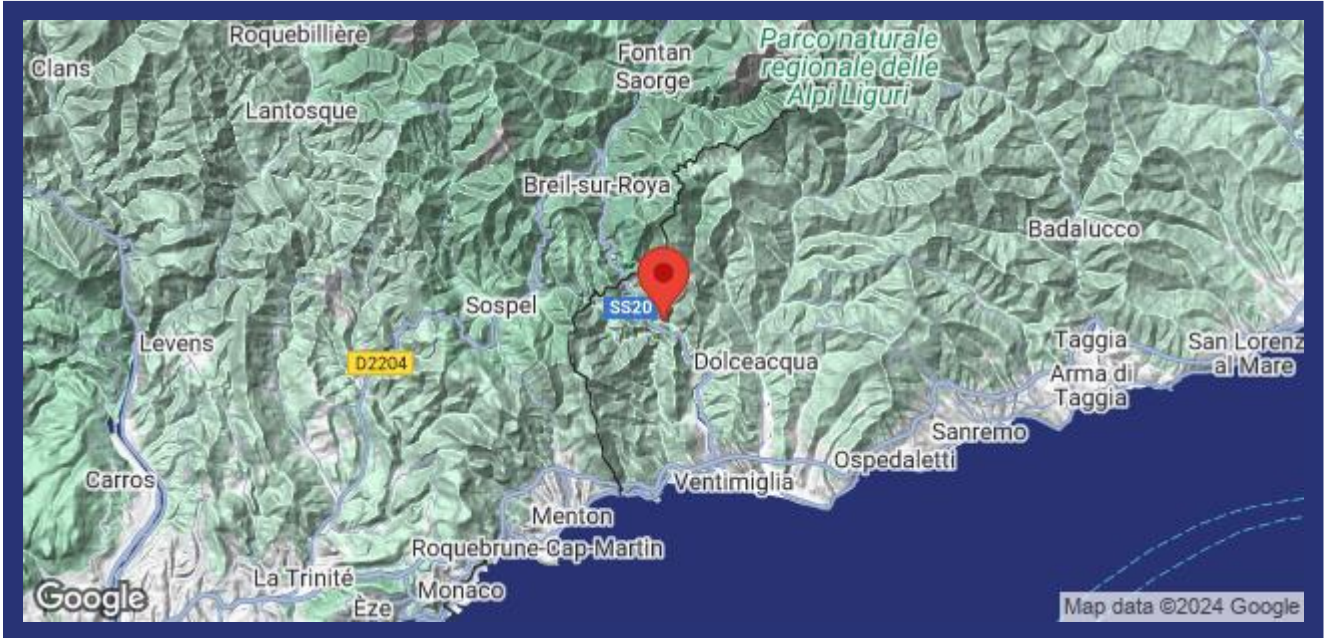 Roquebillière
Clans
Lantosque
Fontan
Saorge
Parco naturale
regionale delle
Alpi Liguri
Breil-sur-Roya
Badalucco
Sospel
SS20
Levens
D2204
Dolceacqua
Taggia
San Lorenz
al Mare
Arma di
Taggia
Sanremo
Ospedaletti
Carros
Ventimiglia
Menton
Roquebrune-Cap-Martin
La Trinité
Monaco
Èze
Google
Map data ©2024 Google